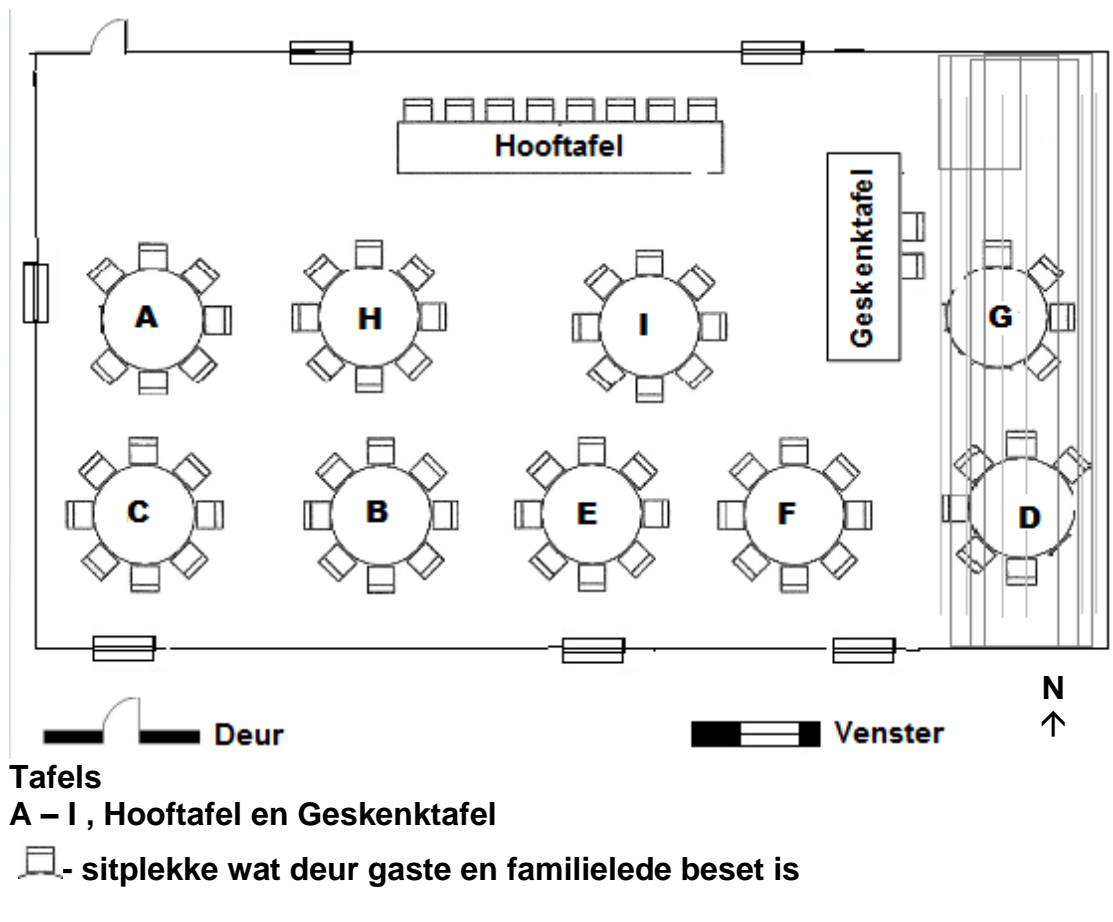 Hooftafel
Geskenktafel
A
H
I
G
C
B
E
F
D
N
↑
Deur
Venster
Tafels
A – I , Hooftafel en Geskenktafel
- sitplekke wat deur gaste en familielede beset is